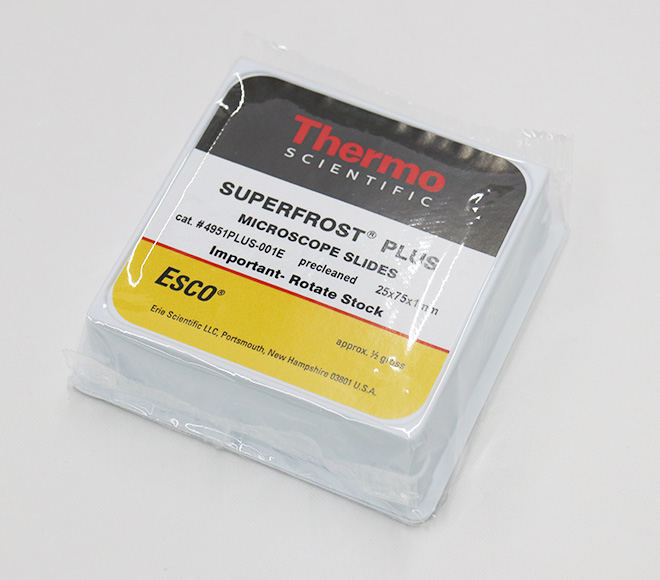 Thermo
SCIENTIFIC
SUPERFROST® PLUS
MICROSCOPE SLIDES
cat. #4951PLUS-001E precleaned 25x75x1mm
Important- Rotate Stock
ESCO®
approx. ½ gross
Erie Scientific LLC, Portsmouth, New Hampshire 03801 U.S.A.